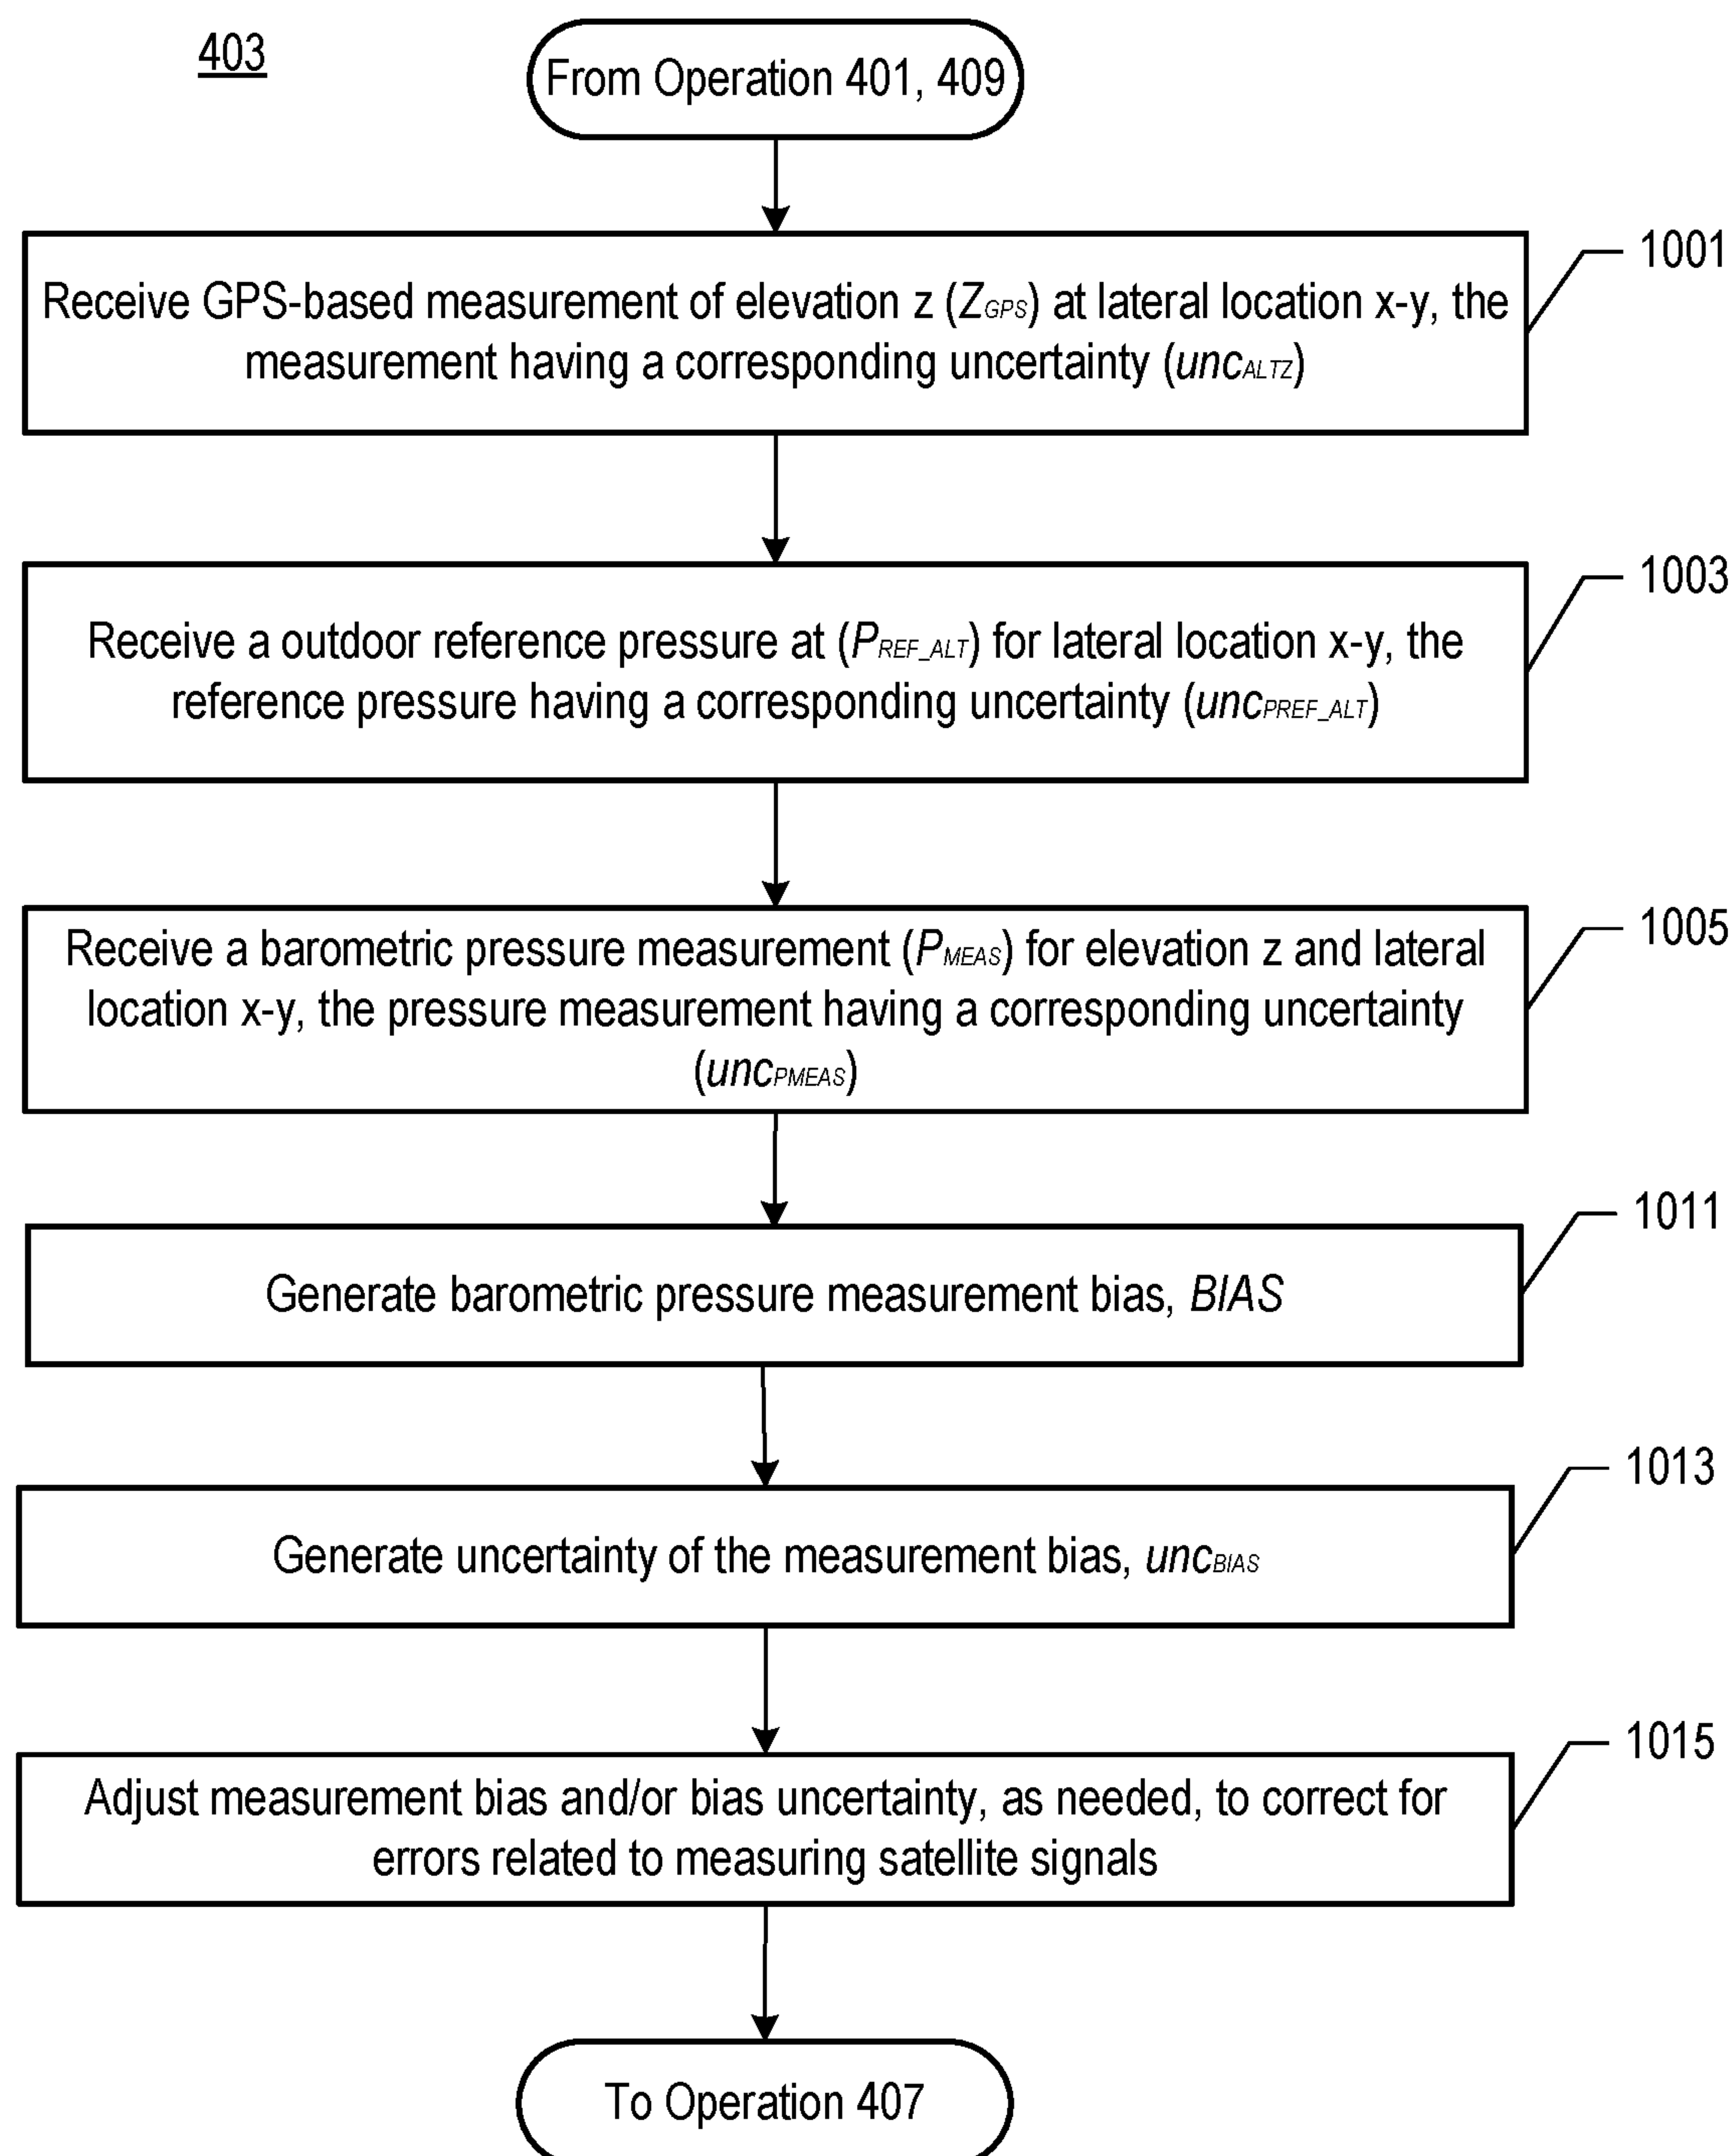 403
From Operation 401, 409
1001
Receive GPS-based measurement of elevation z (ZGPS) at lateral location x-y, the
measurement having a corresponding uncertainty (uncALTZ)
1003
Receive a outdoor reference pressure at (PREF_ALT) for lateral location x-y, the
reference pressure having a corresponding uncertainty (uncPREF_ALT)
1005
Receive a barometric pressure measurement (PMEAS) for elevation z and lateral
location x-y, the pressure measurement having a corresponding uncertainty
(uncPMEAS)
1011
Generate barometric pressure measurement bias, BIAS
1013
Generate uncertainty of the measurement bias, uncBIAS
1015
Adjust measurement bias and/or bias uncertainty, as needed, to correct for
errors related to measuring satellite signals
To Operation 407